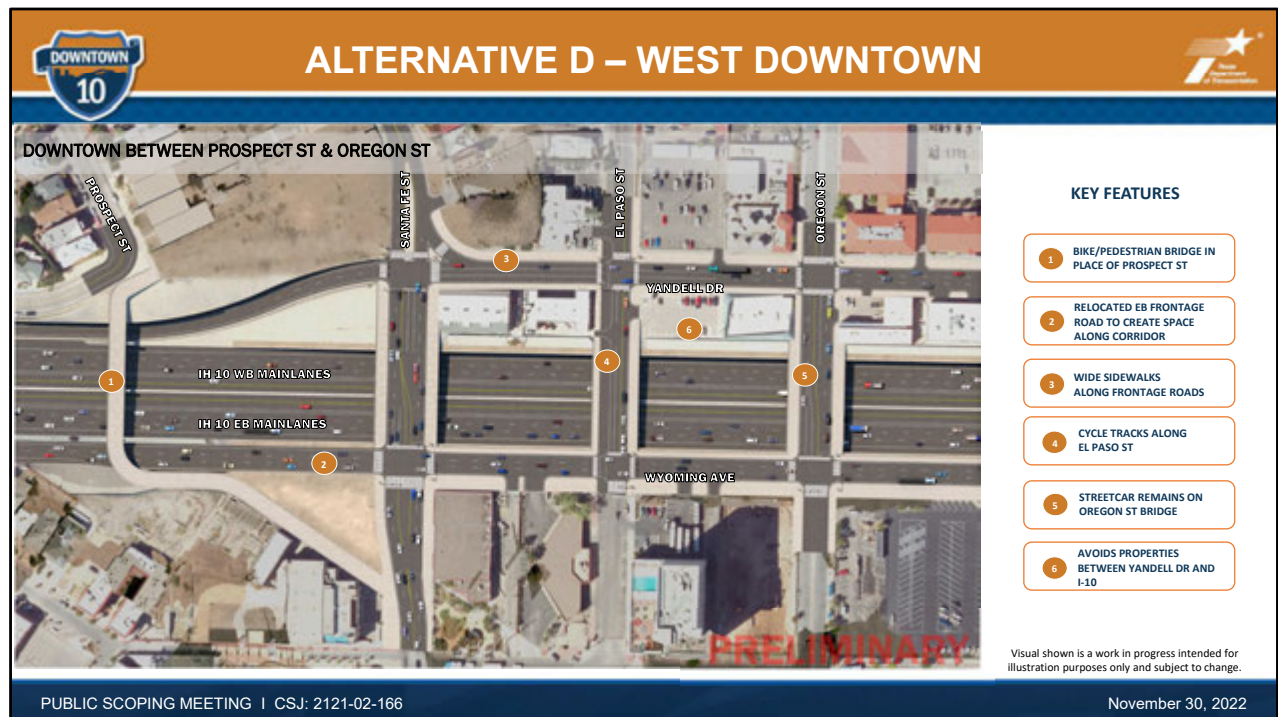 DOWNTOWN
10
ALTERNATIVE D – WEST DOWNTOWN
Texas
Department
of Transportation
DOWNTOWN BETWEEN PROSPECT ST & OREGON ST
PROSPECT ST
SANTA FE ST
EL PASO ST
OREGON ST
3
YANDELL DR
6
1
IH 10 WB MAINLANES
4
5
IH 10 EB MAINLANES
2
WYOMING AVE
PRELIMINARY
KEY FEATURES
1
BIKE/PEDESTRIAN BRIDGE IN
PLACE OF PROSPECT ST
2
RELOCATED EB FRONTAGE
ROAD TO CREATE SPACE
ALONG CORRIDOR
3
WIDE SIDEWALKS
ALONG FRONTAGE ROADS
4
CYCLE TRACKS ALONG
EL PASO ST
5
STREETCAR REMAINS ON
OREGON ST BRIDGE
6
AVOIDS PROPERTIES
BETWEEN YANDELL DR AND
I-10
Visual shown is a work in progress intended for
illustration purposes only and subject to change.
PUBLIC SCOPING MEETING I CSJ: 2121-02-166
November 30, 2022